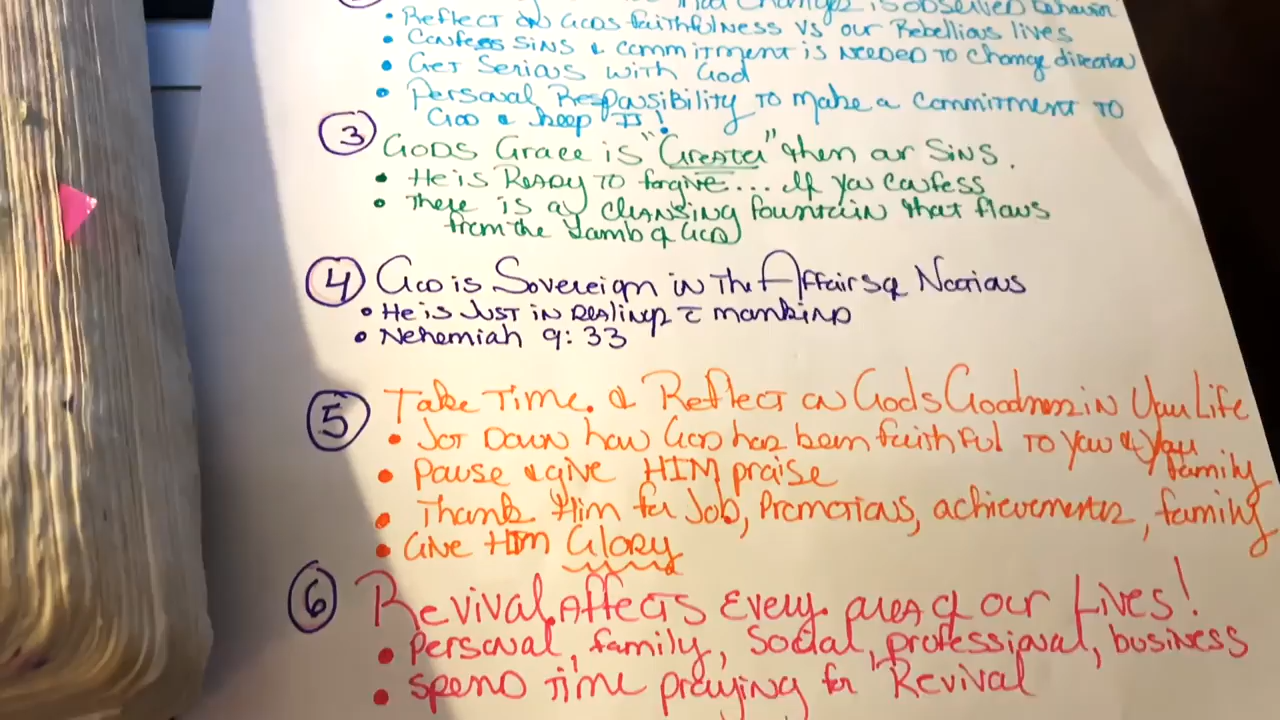 Changes is observed behavior
• Reflect on Gods faithfulness vs our Rebellious lives
• Confess sins & commitment is needed to change direction
• Get Serious with God
• Personal Responsibility to make a commitment to
God & keep It!
③ Gods Grace is "Greater" then our Sins.
• He is Ready to forgive... If you confess
• There is a cleansing fountain that flows
from the Lamb of God
④ God is Sovereign in The Affairs of Nations
• He is Just in dealing c̄ mankind
• Nehemiah 9:33
⑤ Take Time & Reflect on Gods Goodness in Your Life
• Jot Down how God has been faithful to you & your
family
• Pause & give HIM praise
• Thank Him for Job, Promotions, achievements, family
• Give HIM Glory
⑥ Revival Affects Every area of our Lives!
• Personal, family, Social, professional, business
• Spend Time praying for Revival